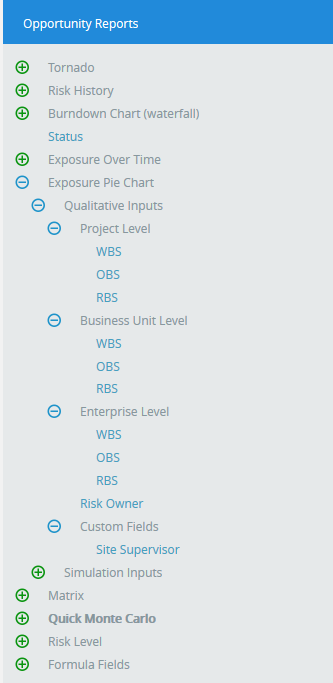 Opportunity Reports
Tornado
Risk History
Burndown Chart (waterfall)
Status
Exposure Over Time
Exposure Pie Chart
Qualitative Inputs
Project Level
WBS
OBS
RBS
Business Unit Level
WBS
OBS
RBS
Enterprise Level
WBS
OBS
RBS
Risk Owner
Custom Fields
Site Supervisor
Simulation Inputs
Matrix
Quick Monte Carlo
Risk Level
Formula Fields